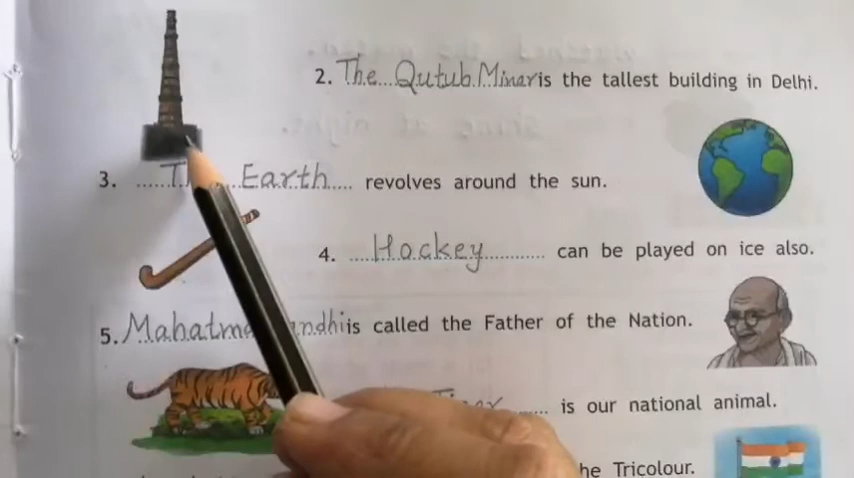 2. The Qutub Minar is the tallest building in Delhi.
3. Earth revolves around the sun.
4. Hockey can be played on ice also.
5. Mahatma ndhi is called the Father of the Nation.
is our national animal.
he Tricolour.